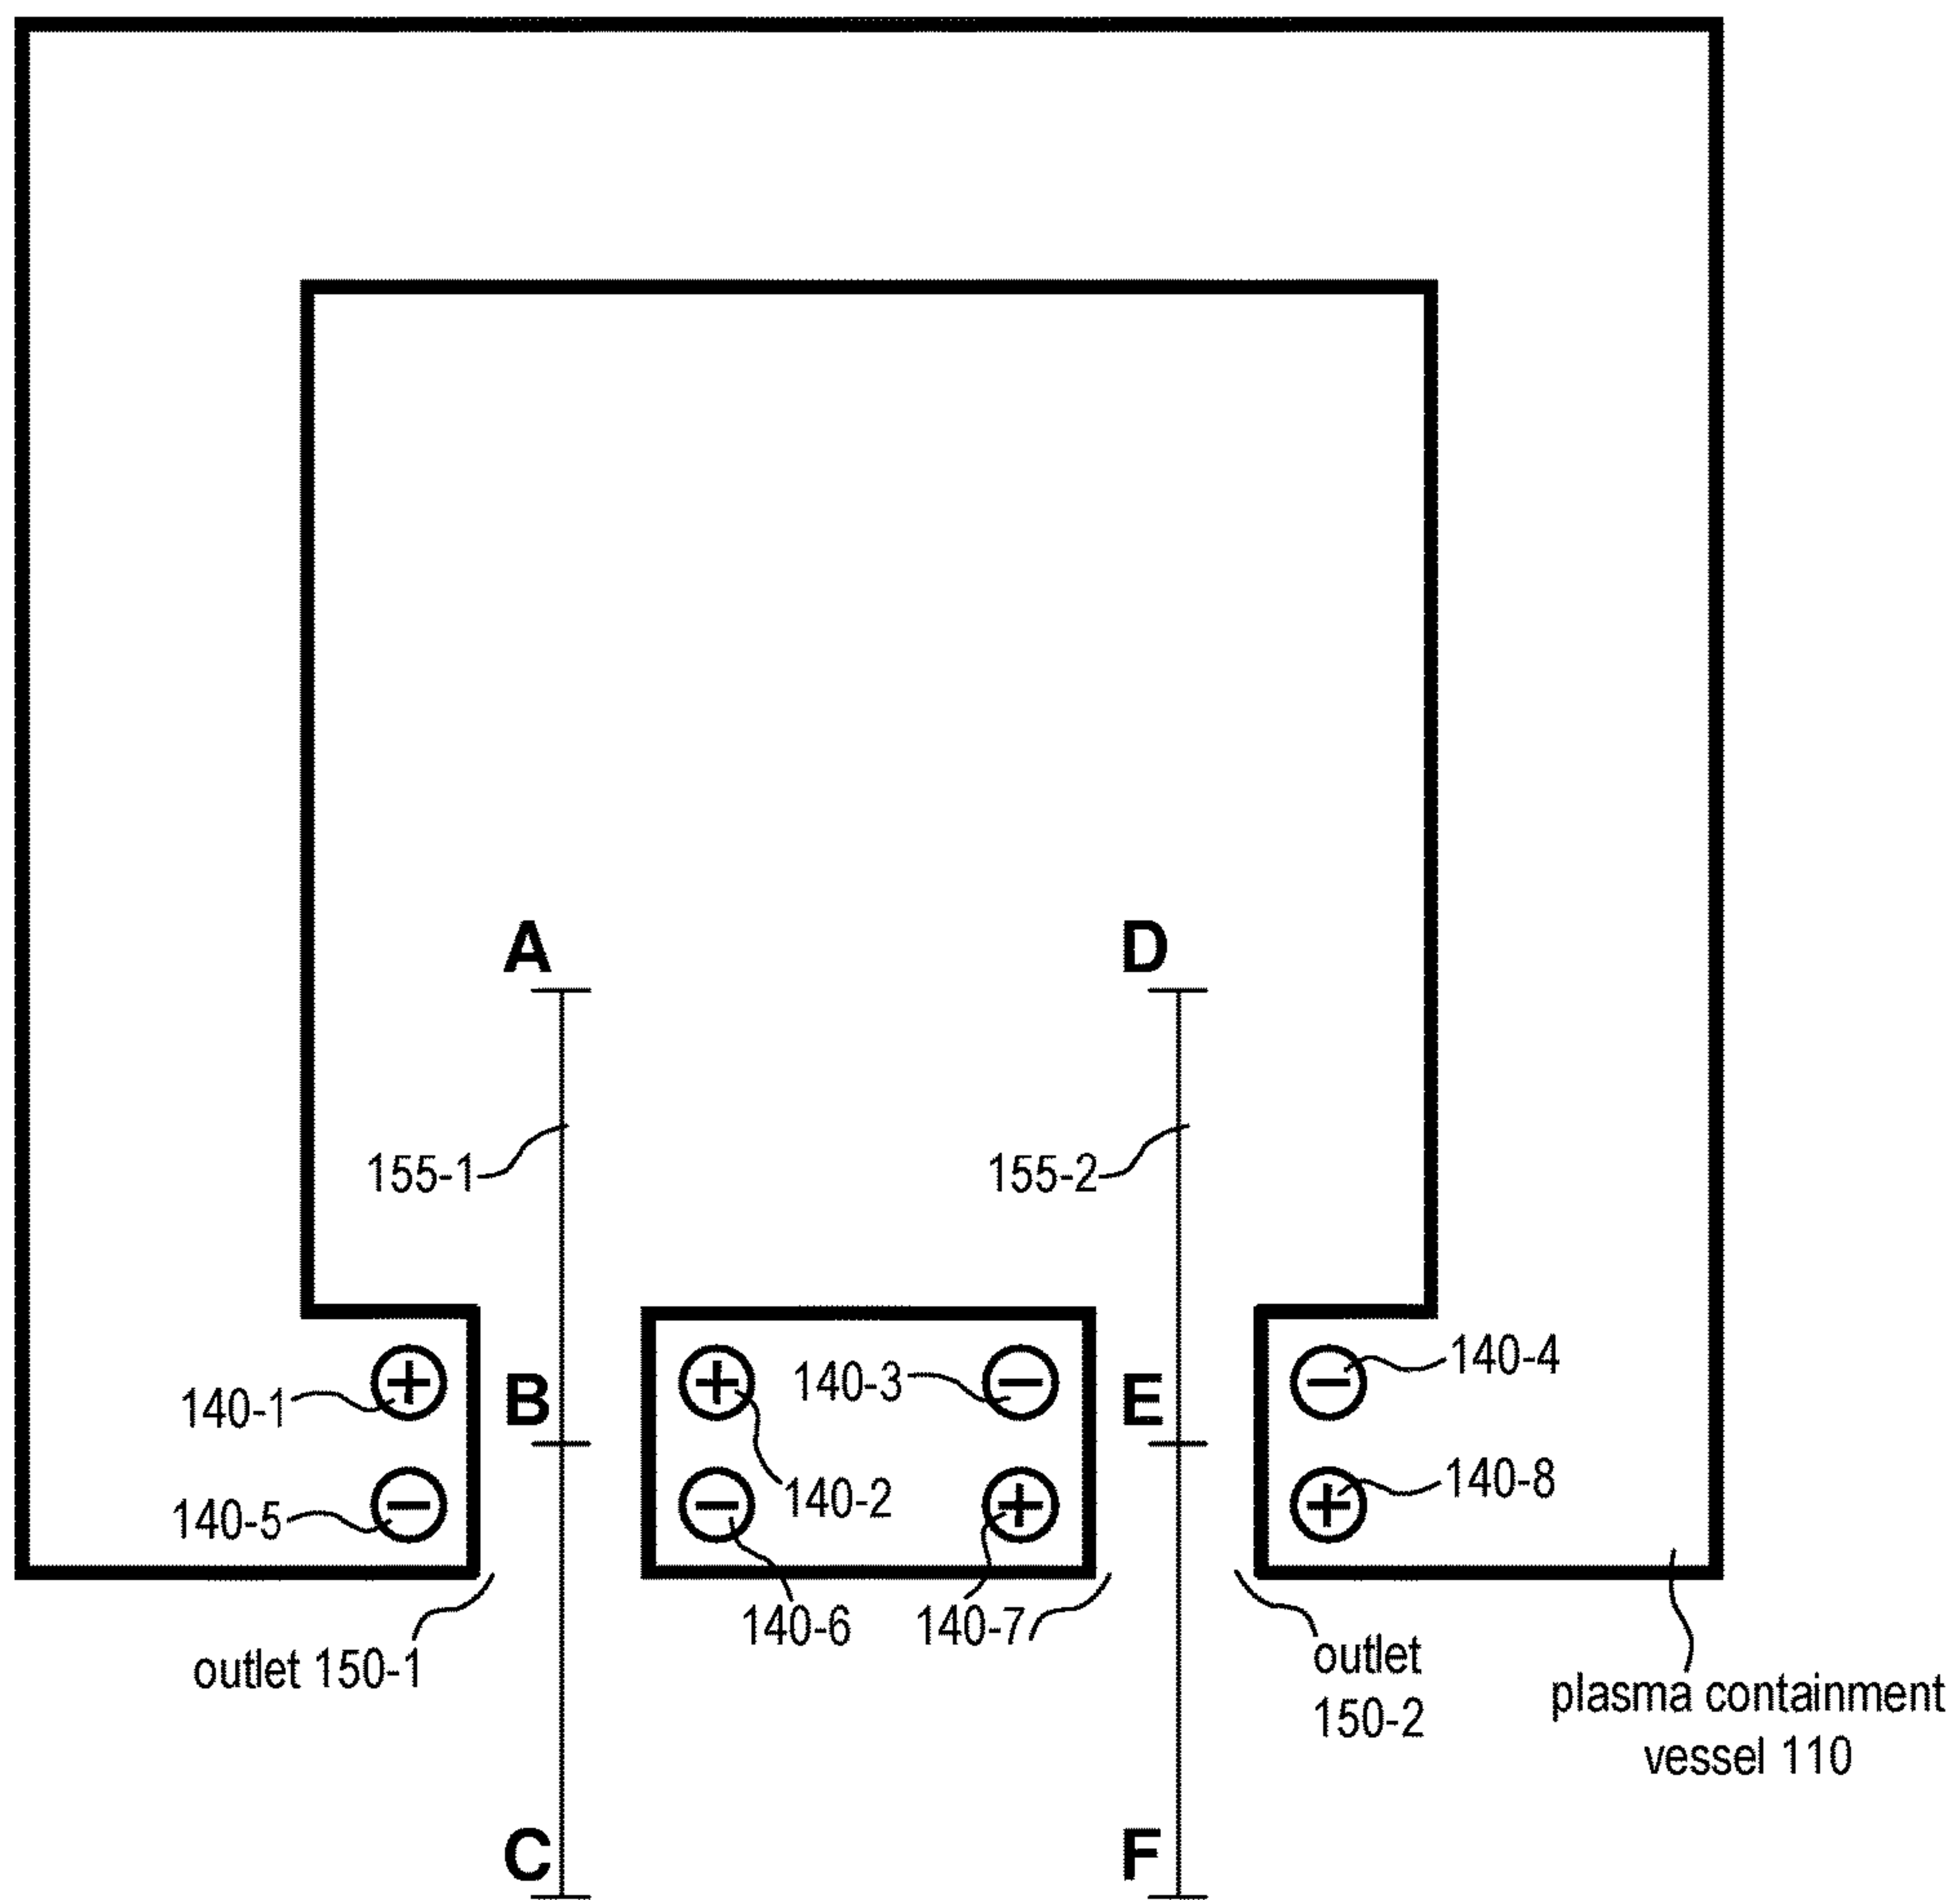 A
D
155-1
155-2
140-1
B
140-3
E
140-4
140-5
140-2
140-8
140-6
140-7
outlet 150-1
outlet
150-2
plasma containment
vessel 110
C
F